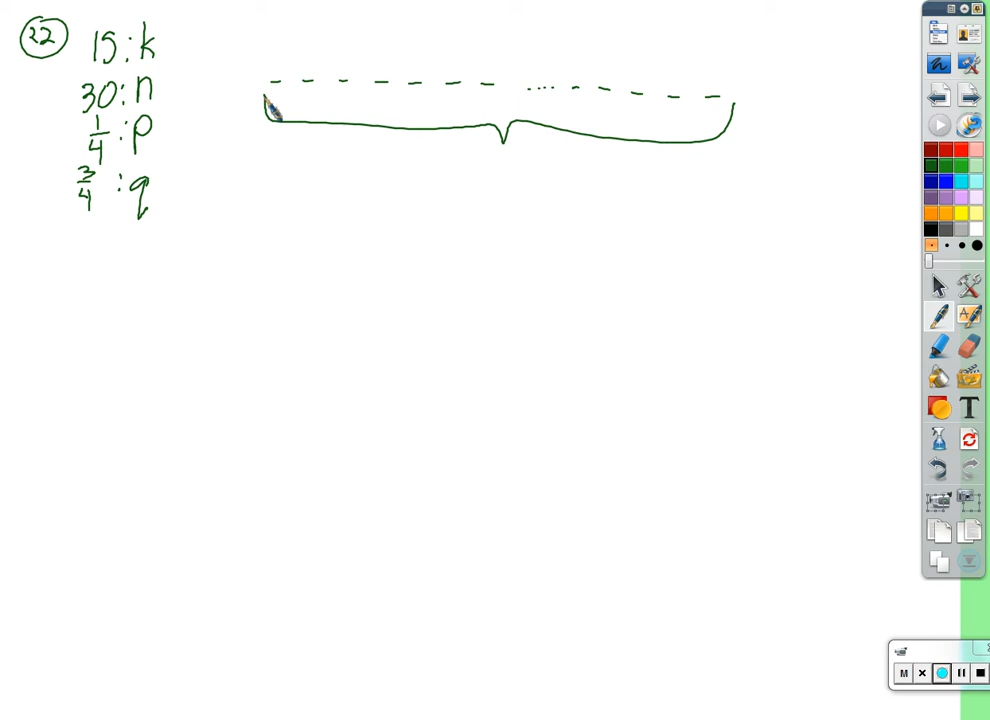 22
15 : k
30 : n
1/4 : p
3/4 : q
_ _ _ _ _ _ _ .... _ _ _ _ _
A T
M